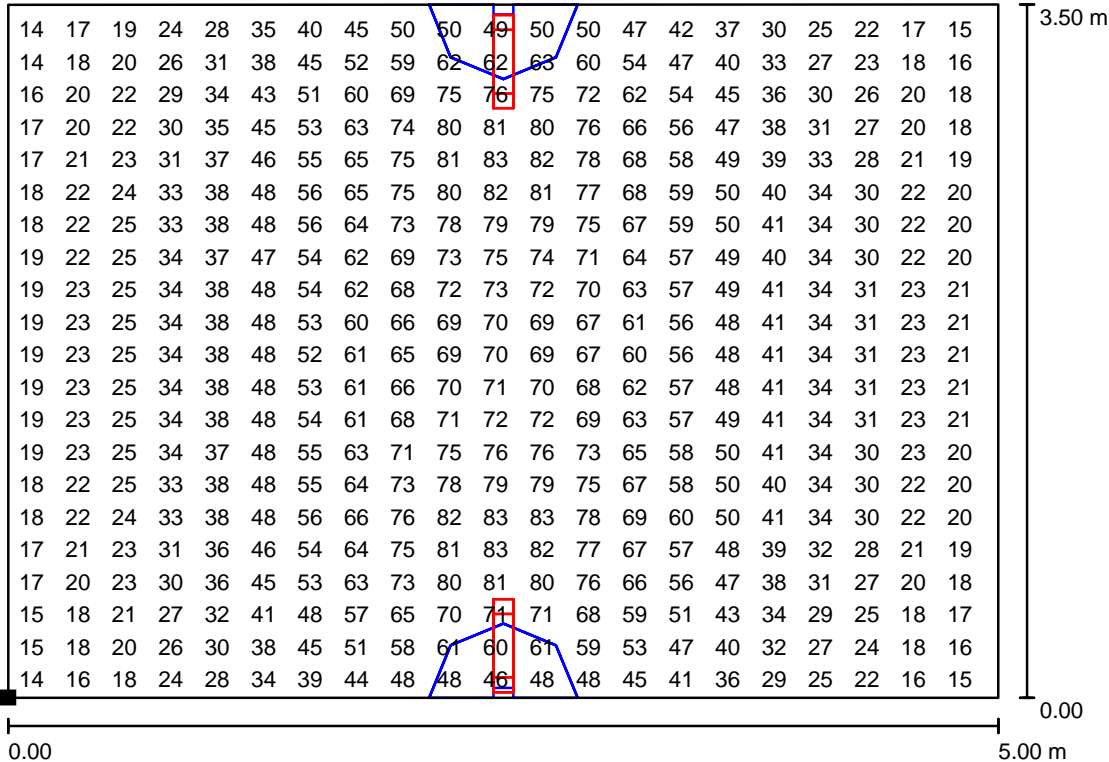 14 17 19 24 28 35 40 45 50 50 49 50 50 47 42 37 30 25 22 17 15
3.50 m
14 18 20 26 31 38 45 52 59 62 62 63 60 54 47 40 33 27 23 18 16
16 20 22 29 34 43 51 60 69 75 76 75 72 62 54 45 36 30 26 20 18
17 20 22 30 35 45 53 63 74 80 81 80 76 66 56 47 38 31 27 20 18
17 21 23 31 37 46 55 65 75 81 83 82 78 68 58 49 39 33 28 21 19
18 22 24 33 38 48 56 65 75 80 82 81 77 68 59 50 40 34 30 22 20
18 22 25 33 38 48 56 64 73 78 79 79 75 67 59 50 41 34 30 22 20
19 22 25 34 37 47 54 62 69 73 75 74 71 64 57 49 40 34 30 22 20
19 23 25 34 38 48 54 62 68 72 73 72 70 63 57 49 41 34 31 23 21
19 23 25 34 38 48 53 60 66 69 70 69 67 61 56 48 41 34 31 23 21
19 23 25 34 38 48 52 61 65 69 70 69 67 60 56 48 41 34 31 23 21
19 23 25 34 38 48 53 61 66 70 71 70 68 62 57 48 41 34 31 23 21
19 23 25 34 38 48 54 61 68 71 72 72 69 63 57 49 41 34 31 23 21
19 23 25 34 37 48 55 63 71 75 76 76 73 65 58 50 41 34 30 23 20
18 22 25 33 38 48 55 64 73 78 79 79 75 67 58 50 40 34 30 22 20
18 22 24 33 38 48 56 66 76 82 83 83 78 69 60 50 41 34 30 22 20
17 21 23 31 36 46 54 64 75 81 83 82 77 67 57 48 39 32 28 21 19
17 20 23 30 36 45 53 63 73 80 81 80 76 66 56 47 38 31 27 20 18
15 18 21 27 32 41 48 57 65 70 71 71 68 59 51 43 34 29 25 18 17
15 18 20 26 30 38 45 51 58 61 60 61 59 53 47 40 32 27 24 18 16
14 16 18 24 28 34 39 44 48 48 46 48 48 45 41 36 29 25 22 16 15
0.00
0.00
5.00 m